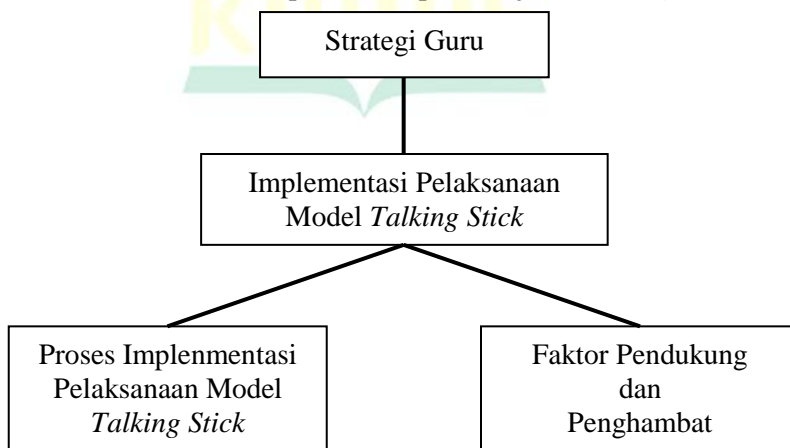 Strategi Guru
Implementasi Pelaksanaan
Model Talking Stick
Proses Implenmentasi
Pelaksanaan Model
Talking Stick
Faktor Pendukung
dan
Penghambat